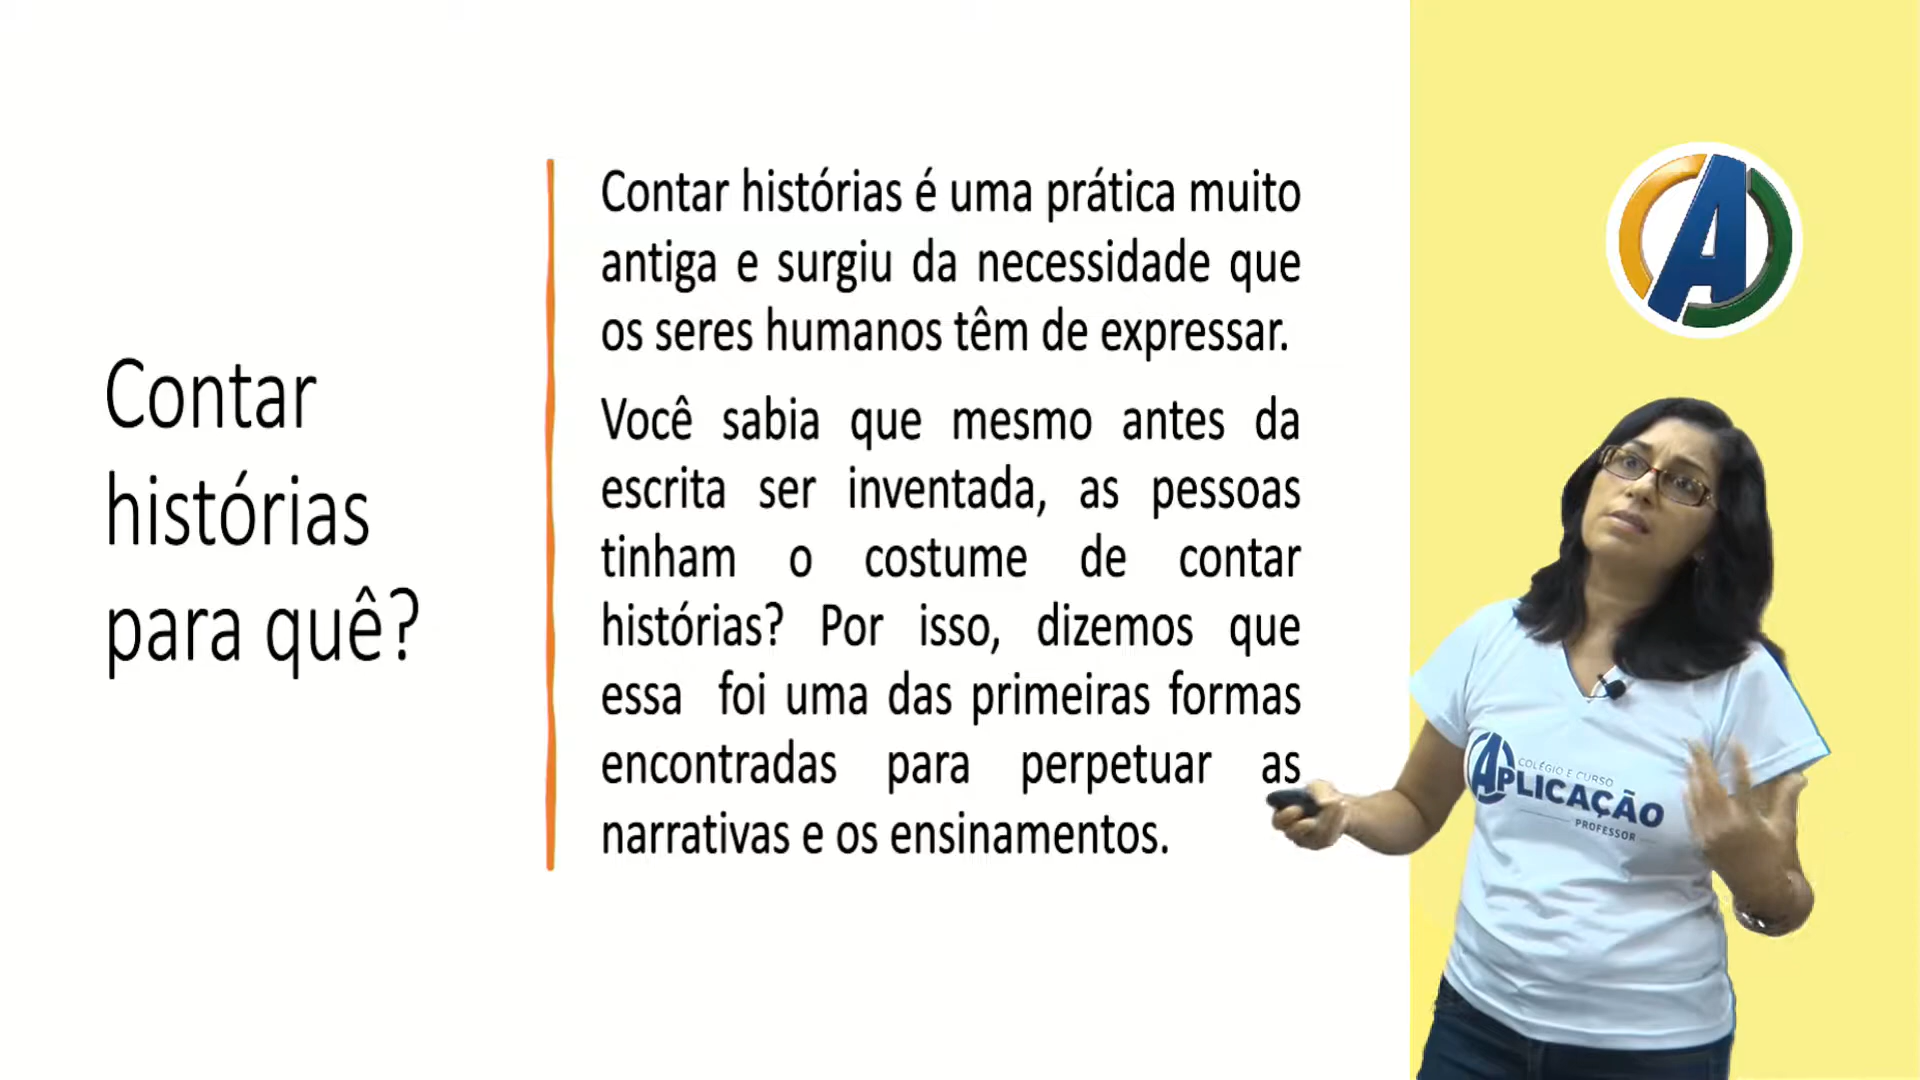 Contar
histórias
para quê?
Contar histórias é uma prática muito
antiga e surgiu da necessidade que
os seres humanos têm de expressar.
Você sabia que mesmo antes da
escrita ser inventada, as pessoas
tinham o costume de contar
histórias? Por isso, dizemos que
essa foi uma das primeiras formas
encontradas para perpetuar as
narrativas e os ensinamentos.
A
COLÉGIO E CURSO
APLICAÇÃO
PROFESSOR